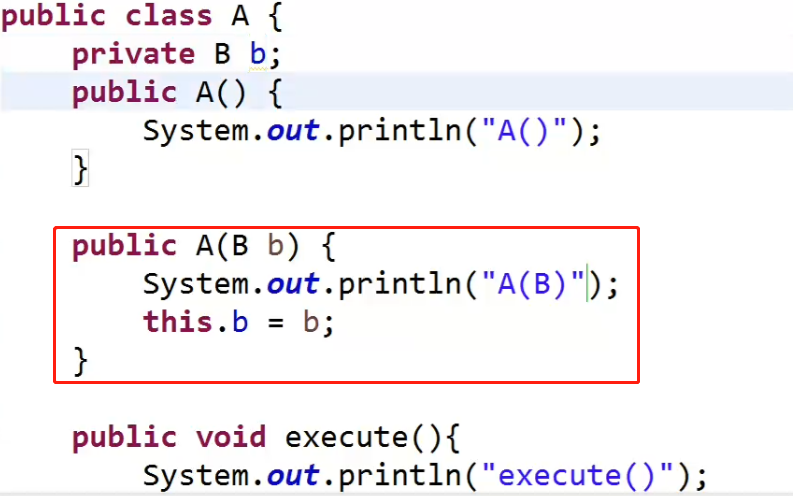 public class A {
private B b;
public A() {
System.out.println("A()");
}
public A(B b) {
System.out.println("A(B)");
this.b = b;
}
public void execute(){
System.out.println("execute()");